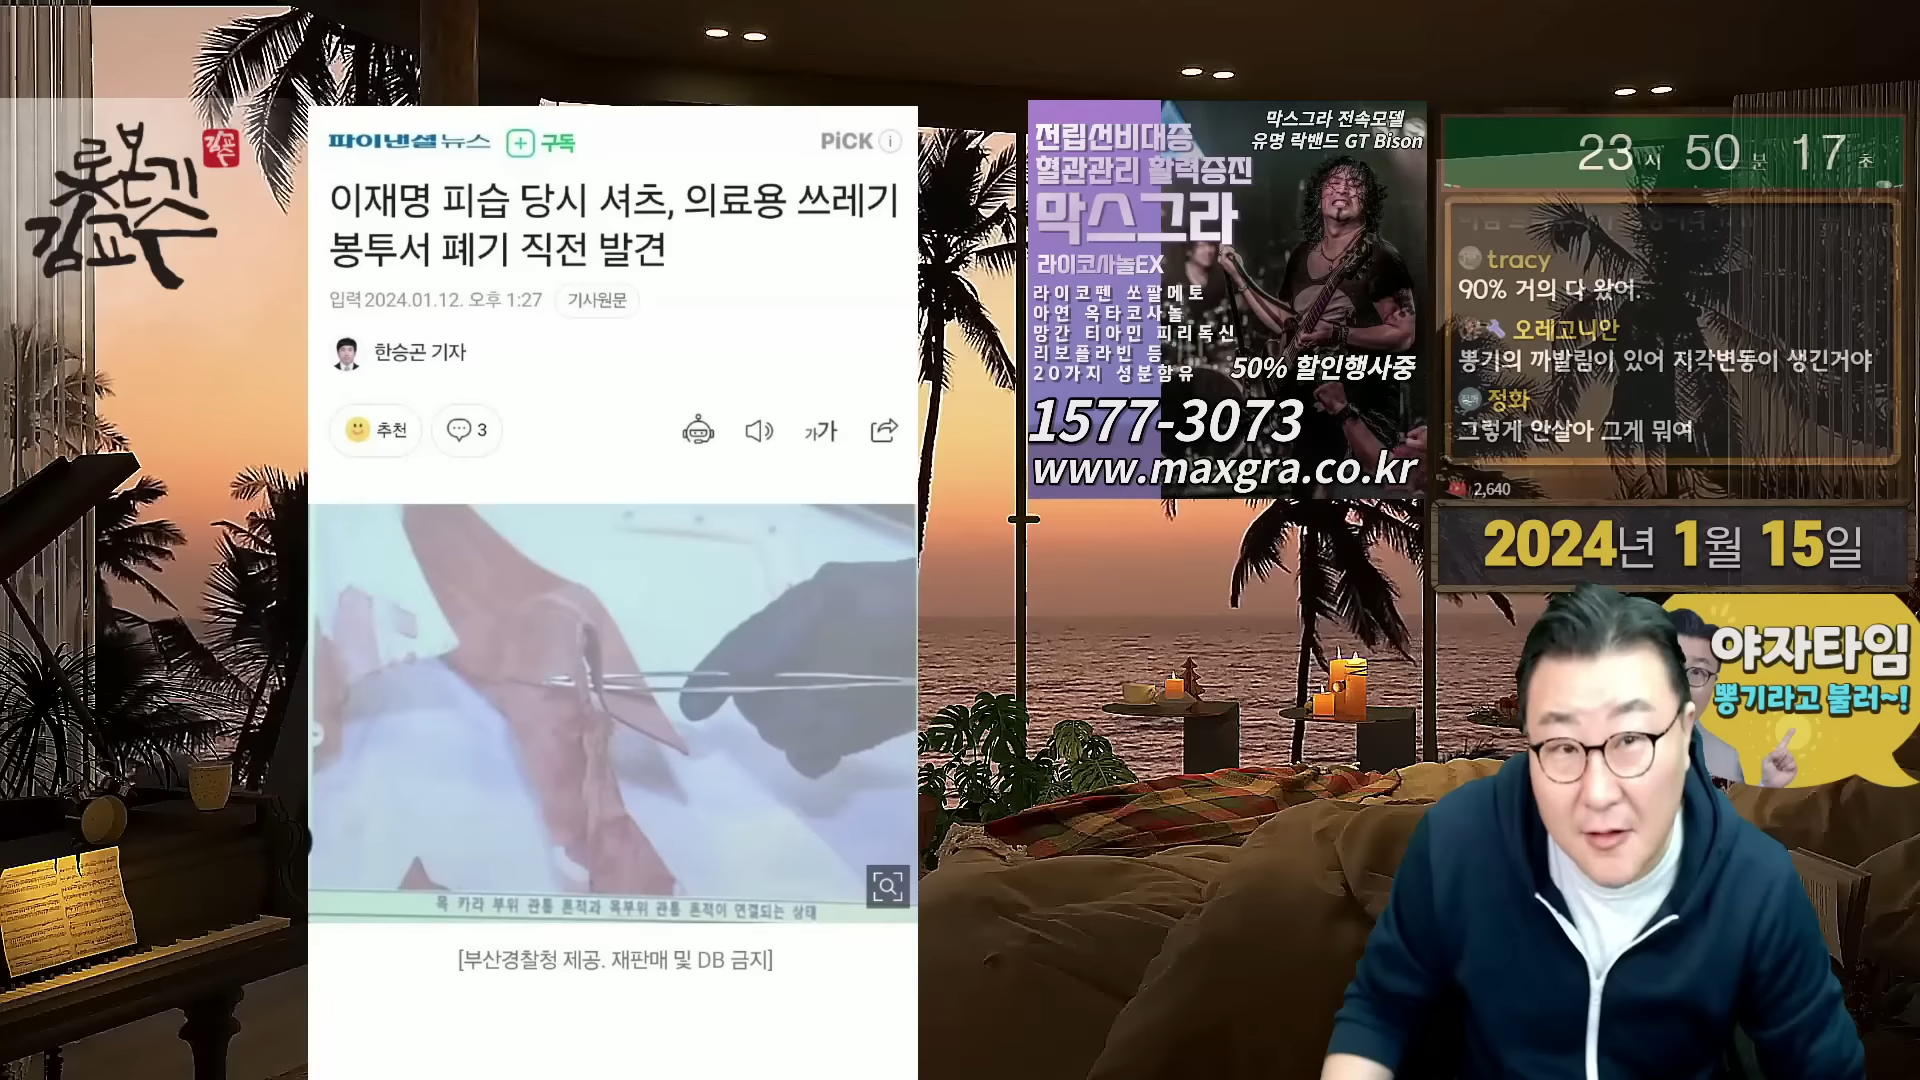 룻본기
김교수
파이낸셜뉴스
구독
PiCK
이재명 피습 당시 셔츠, 의료용 쓰레기
봉투서 폐기 직전 발견
입력 2024.01.12. 오후 1:27
기사원문
한승곤 기자
추천
3
가가
목 카라 부위 관통 흔적과 목부위 관통 흔적이 연결되는 상태
[부산경찰청 제공. 재판매 및 DB 금지]
막스그라 전속모델
유명 락밴드 GT Bison
전립선비대증
혈관관리 활력증진
막스그라
라이코사놀EX
라이코펜 쏘팔메토
아연 옥타코사놀
망간 티아민 피리독신
리보플라빈 등
20가지 성분함유
50% 할인행사중
1577-3073
www.maxgra.co.kr
23시 50분 17초
tracy
90% 거의 다 왔어.
오레고니안
뽕기의 까발림이 있어 지각변동이 생긴거야
정화
그렇게 안살아 그게 뭐여
2,640
2024년 1월 15일
야자타임
뽕기라고 불러~!